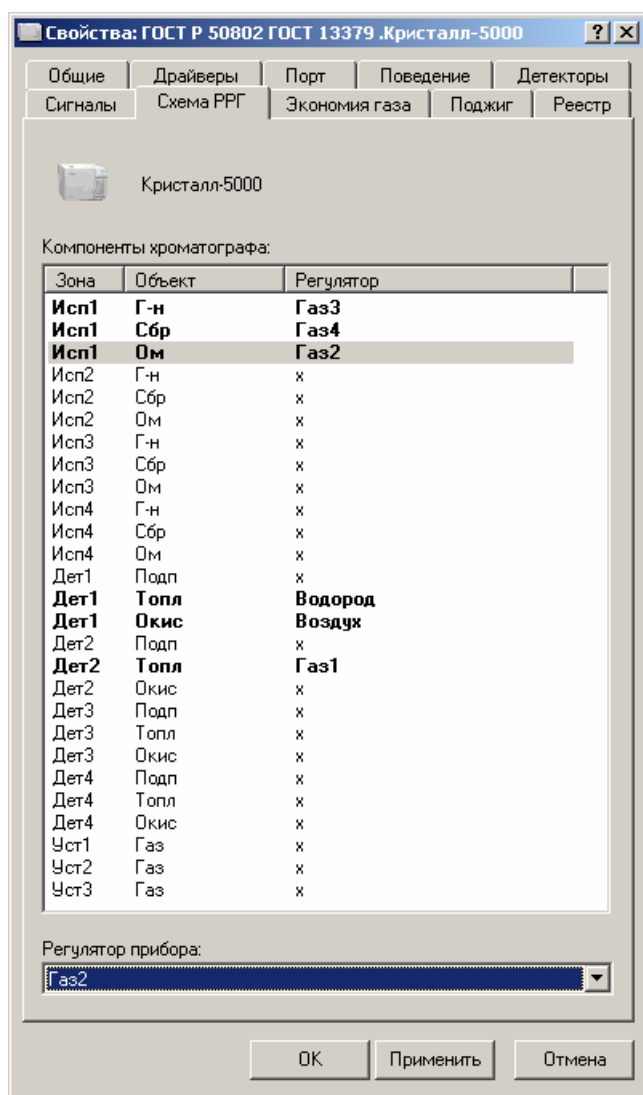 Свойства: ГОСТ Р 50802 ГОСТ 13379 .Кристалл-5000
Общие Драйверы Порт Поведение Детекторы
Сигналы Схема РРГ Экономия газа Поджиг Реестр
Кристалл-5000
Компоненты хроматографа:
Зона Объект Регулятор
Исп1 Г-н Газ3
Исп1 Сбр Газ4
Исп1 Ом Газ2
Исп2 Г-н x
Исп2 Сбр x
Исп2 Ом x
Исп3 Г-н x
Исп3 Сбр x
Исп3 Ом x
Исп4 Г-н x
Исп4 Сбр x
Исп4 Ом x
Дет1 Подп x
Дет1 Топл Водород
Дет1 Окис Воздух
Дет2 Подп x
Дет2 Топл Газ1
Дет2 Окис x
Дет3 Подп x
Дет3 Топл x
Дет3 Окис x
Дет4 Подп x
Дет4 Топл x
Дет4 Окис x
Уст1 Газ x
Уст2 Газ x
Уст3 Газ x
Регулятор прибора:
Газ2
ОК Применить Отмена